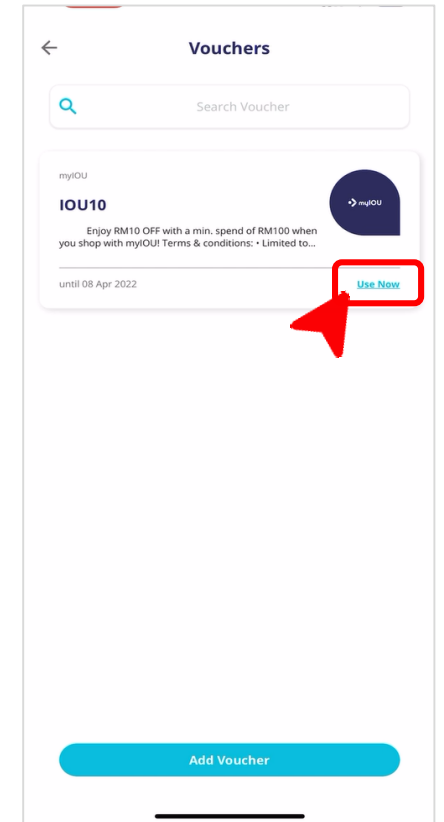 Vouchers
Search Voucher
myIOU
IOU10
myIOU
Enjoy RM10 OFF with a min. spend of RM100 when
you shop with myIOU! Terms & conditions: • Limited to...
until 08 Apr 2022
Use Now
Add Voucher